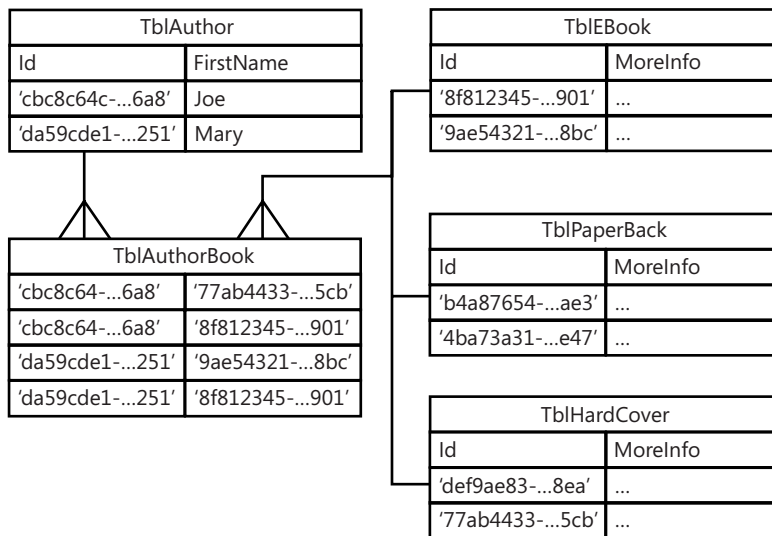 TblAuthor
Id FirstName
‘cbc8c64c-...6a8’ Joe
‘da59cde1-...251’ Mary
TblAuthorBook
‘cbc8c64-...6a8’ ‘77ab4433-...5cb’
‘cbc8c64-...6a8’ ‘8f812345-...901’
‘da59cde1-...251’ ‘9ae54321-...8bc’
‘da59cde1-...251’ ‘8f812345-...901’
TblEBook
Id MoreInfo
‘8f812345-...901’ ...
‘9ae54321-...8bc’ ...
TblPaperBack
Id MoreInfo
‘b4a87654-...ae3’ ...
‘4ba73a31-...e47’ ...
TblHardCover
Id MoreInfo
‘def9ae83-...8ea’ ...
‘77ab4433-...5cb’ ...